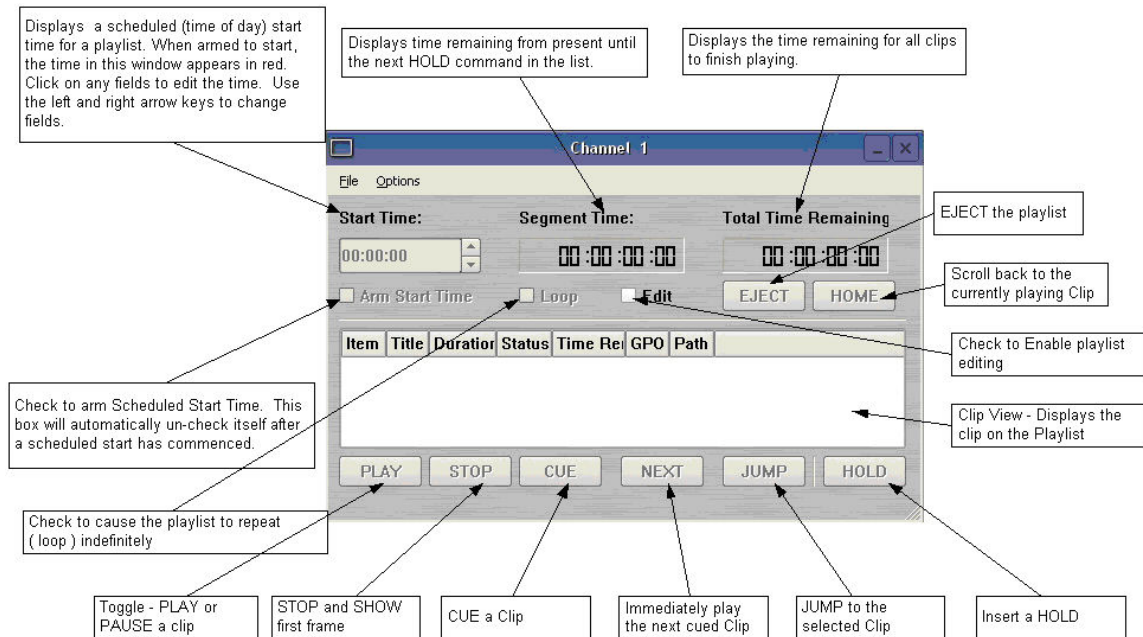 Displays a scheduled (time of day) start
time for a playlist. When armed to start,
the time in this window appears in red.
Click on any fields to edit the time. Use
the left and right arrow keys to change
fields.
Displays time remaining from present until
the next HOLD command in the list.
Displays the time remaining for all clips
to finish playing.
Channel 1
File Options
Start Time: Segment Time: Total Time Remaining
00:00:00 00:00:00:00 00:00:00:00
Arm Start Time Loop Edit EJECT HOME
EJECT the playlist
Scroll back to the
currently playing Clip
Item Title Duration Status Time Rei GPO Path
Check to Enable playlist
editing
Check to arm Scheduled Start Time. This
box will automatically un-check itself after
a scheduled start has commenced.
Clip View - Displays the
clip on the Playlist
PLAY STOP CUE NEXT JUMP HOLD
Check to cause the playlist to repeat
( loop ) indefinitely
Toggle - PLAY or
PAUSE a clip
STOP and SHOW
first frame
CUE a Clip
Immediately play
the next cued Clip
JUMP to the
selected Clip
Insert a HOLD